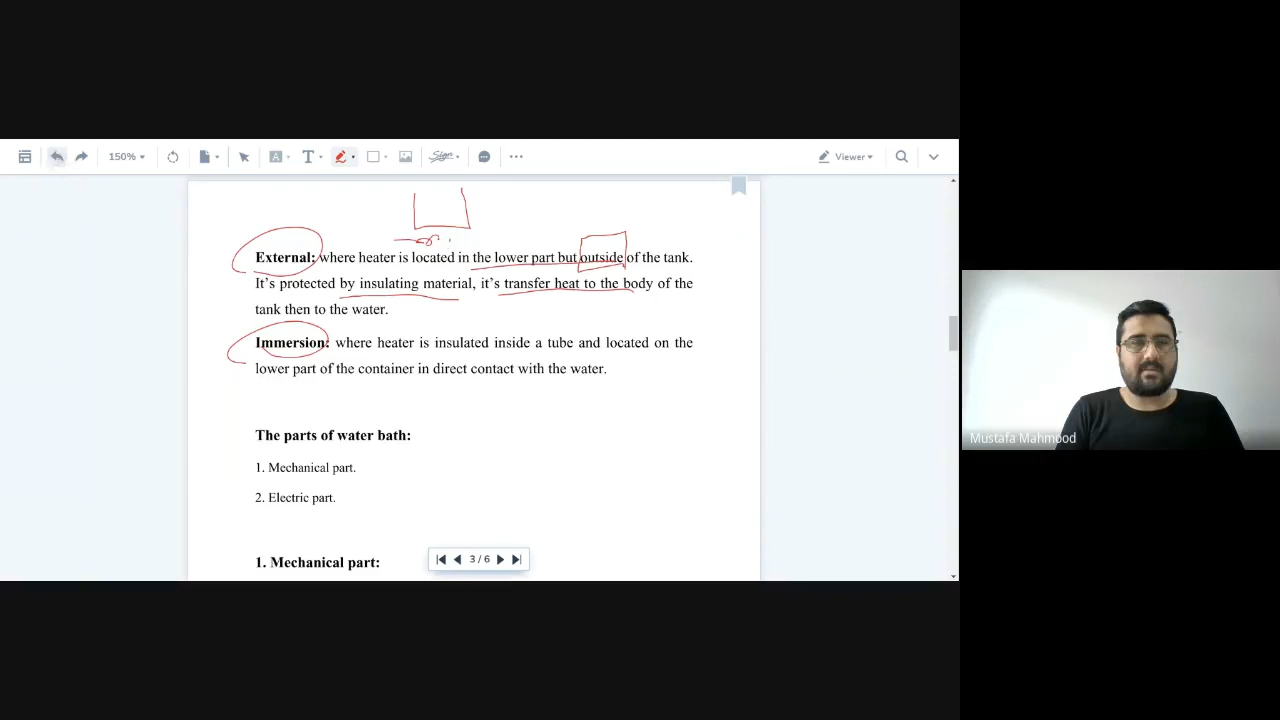 150%
T
A
Sign
Viewer
External: where heater is located in the lower part but outside of the tank.
It’s protected by insulating material, it’s transfer heat to the body of the
tank then to the water.
Immersion: where heater is insulated inside a tube and located on the
lower part of the container in direct contact with the water.
The parts of water bath:
1. Mechanical part.
2. Electric part.
1. Mechanical part:
3 / 6
Mustafa Mahmood